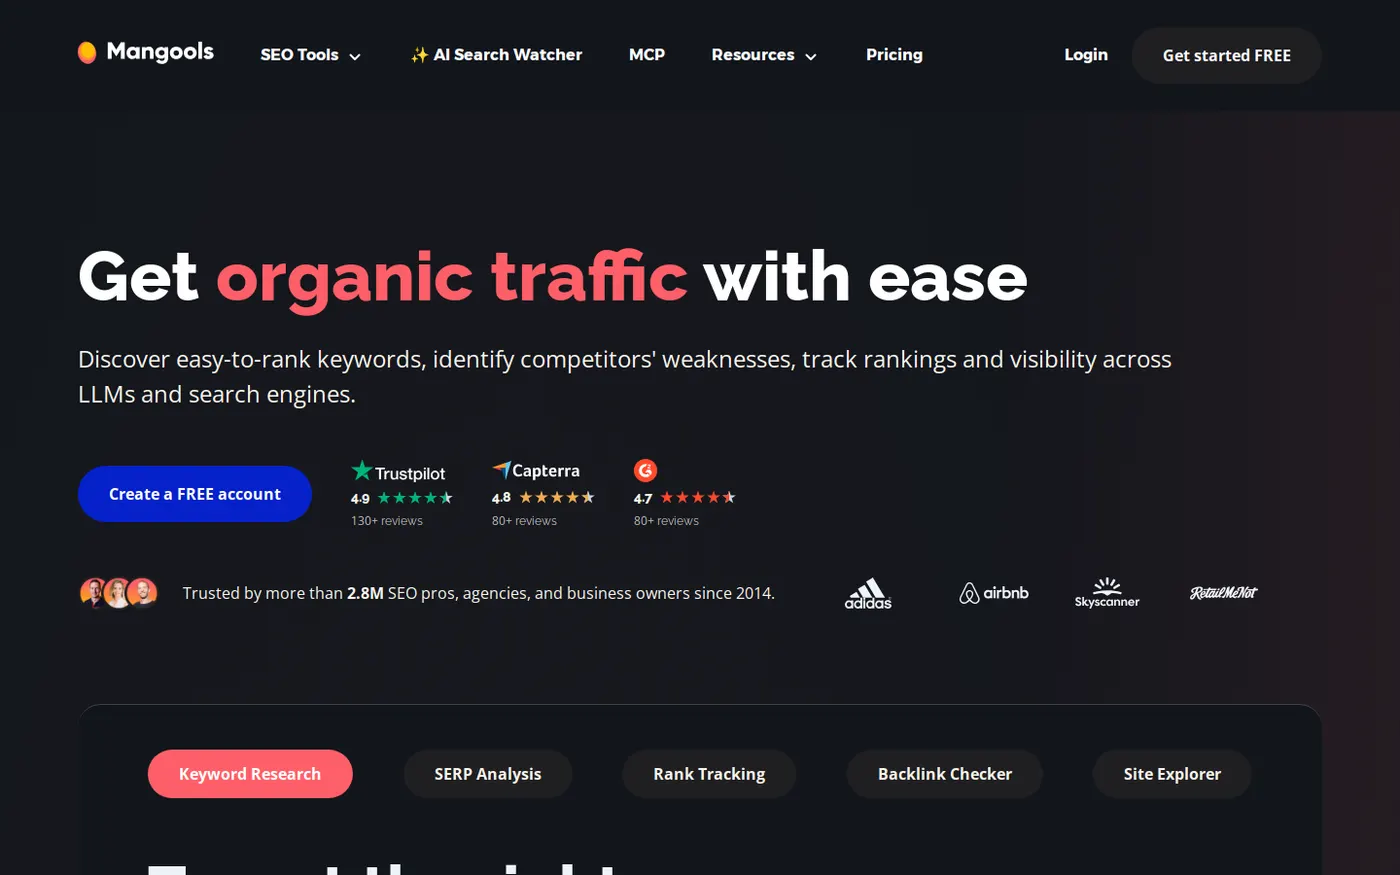 Mangools
SEO Tools
✨ AI Search Watcher
MCP
Resources
Pricing
Login
Get started FREE
Get organic traffic with ease
Discover easy-to-rank keywords, identify competitors' weaknesses, track rankings and visibility across
LLMs and search engines.
Create a FREE account
Trustpilot
4.9
130+ reviews
Capterra
4.8
80+ reviews
G
4.7
80+ reviews
Trusted by more than 2.8M SEO pros, agencies, and business owners since 2014.
adidas
airbnb
Skyscanner
RetailMeNot
Keyword Research
SERP Analysis
Rank Tracking
Backlink Checker
Site Explorer